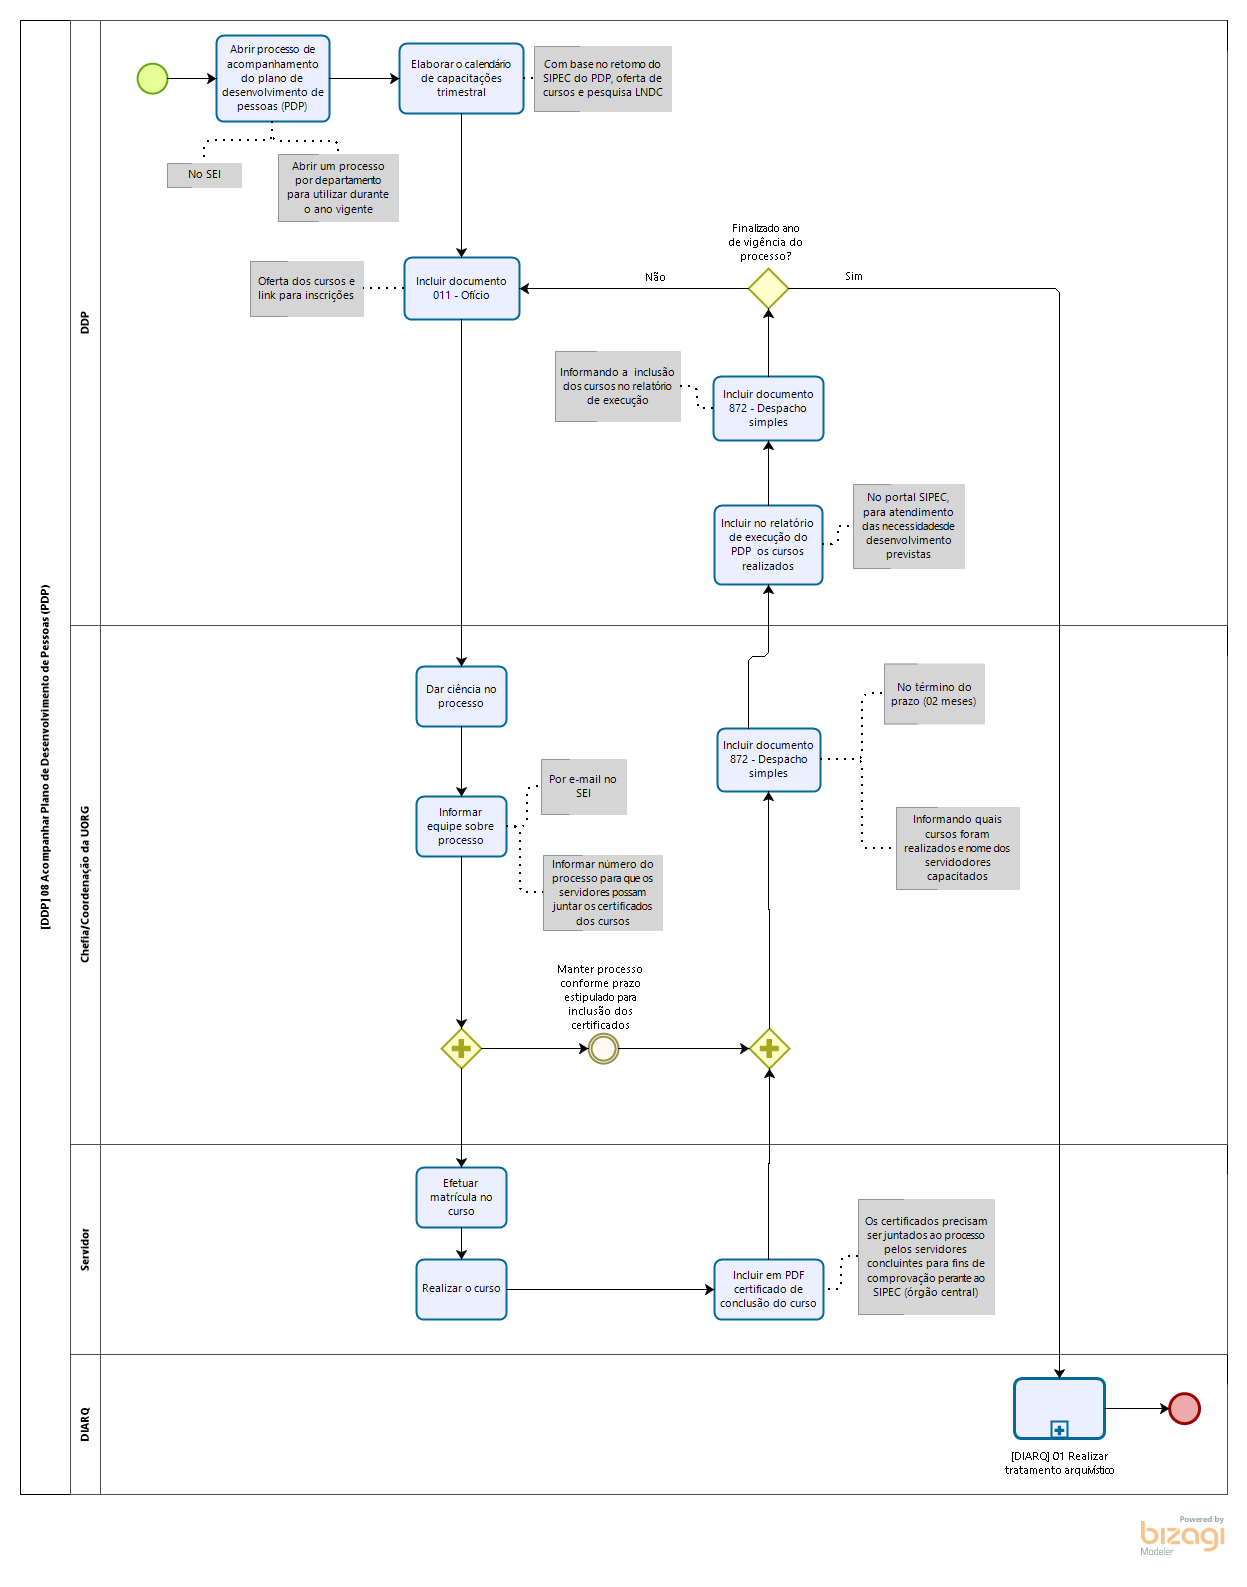 [DDP] 08 Acompanhar Plano de Desenvolvimento de Pessoas (PDP)
DDP
Abrir processo de
acompanhamento
do plano de
desenvolvimento de
pessoas (PDP)
Elaborar o calendário
de capacitações
trimestral
Com base no retorno do
SIPEC do PDP, oferta de
cursos e pesquisa LNDC
No SEI
Abrir um processo
por departamento
para utilizar durante
o ano vigente
Oferta dos cursos e
link para inscrições
Incluir documento
011 - Ofício
Não
Finalizado ano
de vigência do
processo?
Sim
Informando a  inclusão
dos cursos no relatório
de execução
Incluir documento
872 - Despacho
simples
Incluir no relatório
de execução do
PDP  os cursos
realizados
No portal SIPEC,
para atendimento
das necessidades de
desenvolvimento
previstas
Chefia/Coordenação da UORG
Dar ciência no
processo
Informar
equipe sobre
processo
Por e-mail no
SEI
Informar número do
processo para que os
servidores possam
juntar os certificados
dos cursos
Incluir documento
872 - Despacho
simples
No término do
prazo (02 meses)
Informando quais
cursos foram
realizados e nome dos
servidodores
capacitados
Manter processo
conforme prazo
estipulado para
inclusão dos
certificados
Servidor
Efetuar
matrícula no
curso
Realizar o curso
Incluir em PDF
certificado de
conclusão do curso
Os certificados precisam
ser juntados ao processo
pelos servidores
concluintes para fins de
comprovação perante ao
SIPEC (órgão central)
DIARQ
[DIARQ] 01 Realizar
tratamento arquivístico
Powered by
bizagi
Modeler